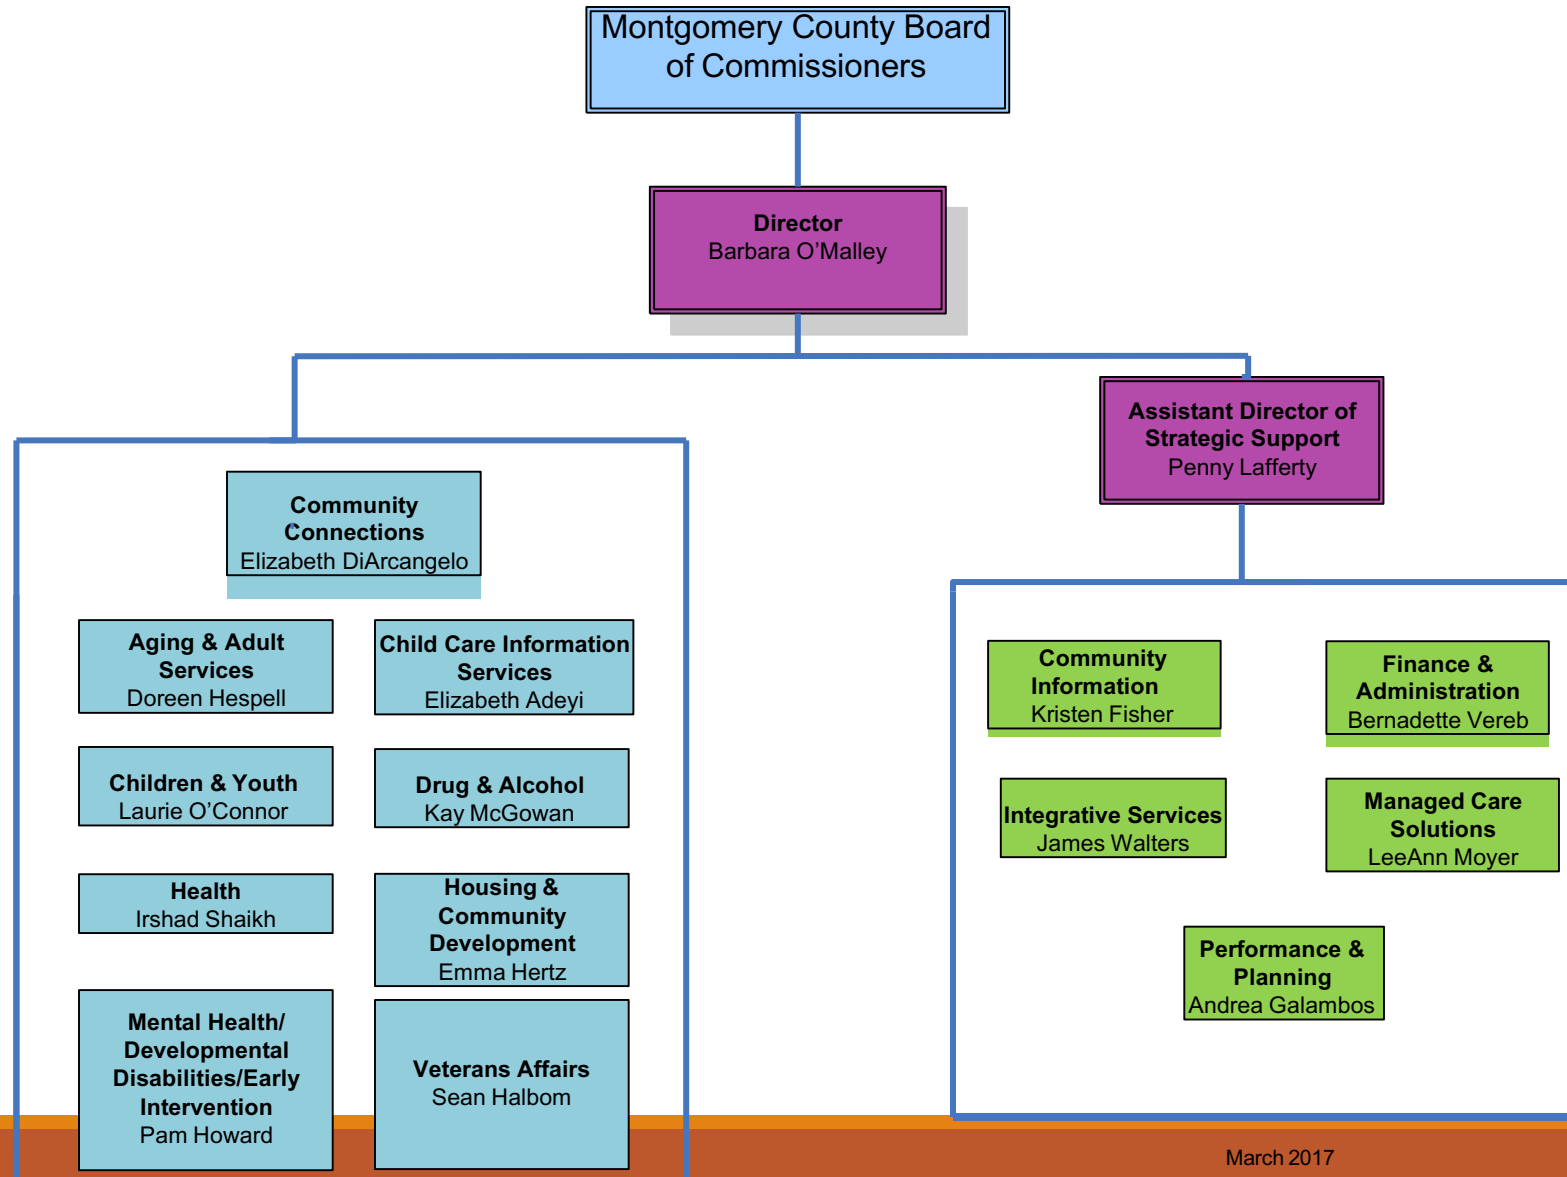 Montgomery County Board
of Commissioners
Director
Barbara O’Malley
Assistant Director of
Strategic Support
Penny Lafferty
Community
Connections
Elizabeth DiArcangelo
Aging & Adult
Services
Doreen Hespell
Child Care Information
Services
Elizabeth Adeyi
Children & Youth
Laurie O’Connor
Drug & Alcohol
Kay McGowan
Health
Irshad Shaikh
Housing &
Community
Development
Emma Hertz
Mental Health/
Developmental
Disabilities/Early
Intervention
Pam Howard
Veterans Affairs
Sean Halbom
Community
Information
Kristen Fisher
Finance &
Administration
Bernadette Vereb
Integrative Services
James Walters
Managed Care
Solutions
LeeAnn Moyer
Performance &
Planning
Andrea Galambos
March 2017